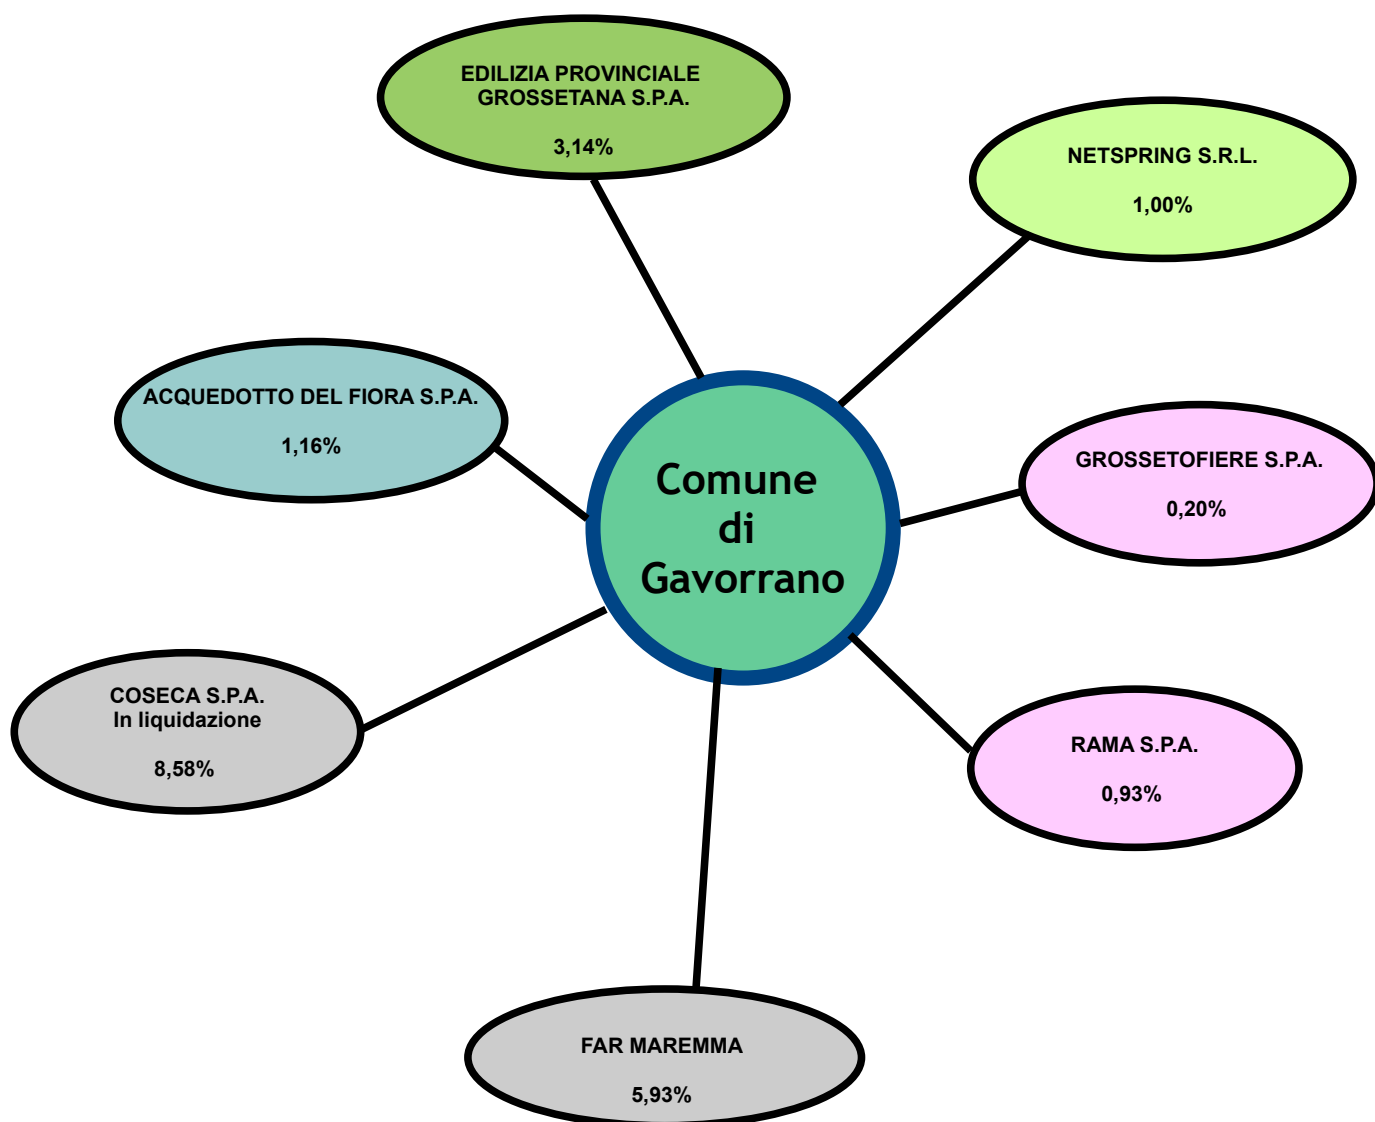 EDILIZIA PROVINCIALE
GROSSETANA S.P.A.
3,14%
NETSPRING S.R.L.
1,00%
ACQUEDOTTO DEL FIORA S.P.A.
1,16%
Comune
di
Gavorrano
GROSSETOFIERE S.P.A.
0,20%
COSECA S.P.A.
In liquidazione
8,58%
RAMA S.P.A.
0,93%
FAR MAREMMA
5,93%